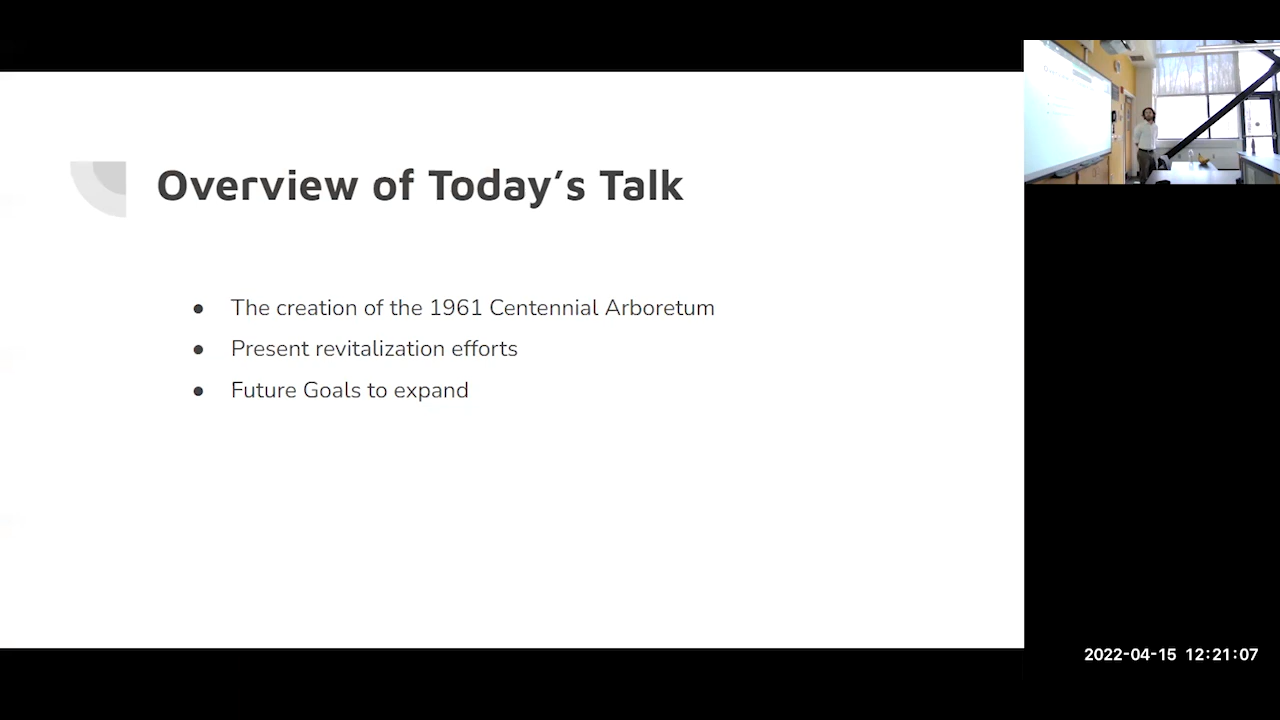 Overview of Today’s Talk
● The creation of the 1961 Centennial Arboretum
● Present revitalization efforts
● Future Goals to expand
2022-04-15 12:21:07